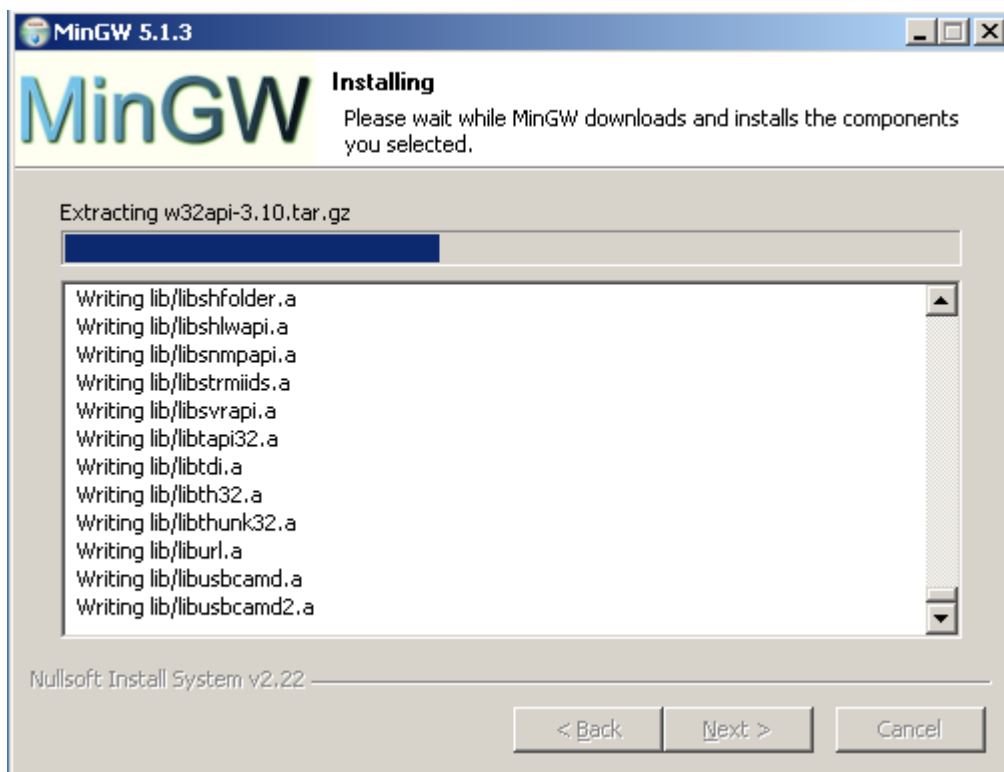 MinGW 5.1.3
MinGW
Installing
Please wait while MinGW downloads and installs the components
you selected.
Extracting w32api-3.10.tar.gz
Writing lib/libshfolder.a
Writing lib/libshlwapi.a
Writing lib/libsnmpapi.a
Writing lib/libstrmiids.a
Writing lib/libsvrapi.a
Writing lib/libtapi32.a
Writing lib/libtdi.a
Writing lib/libth32.a
Writing lib/libthunk32.a
Writing lib/liburl.a
Writing lib/libusbcamd.a
Writing lib/libusbcamd2.a
Nullsoft Install System v2.22
< Back Next > Cancel